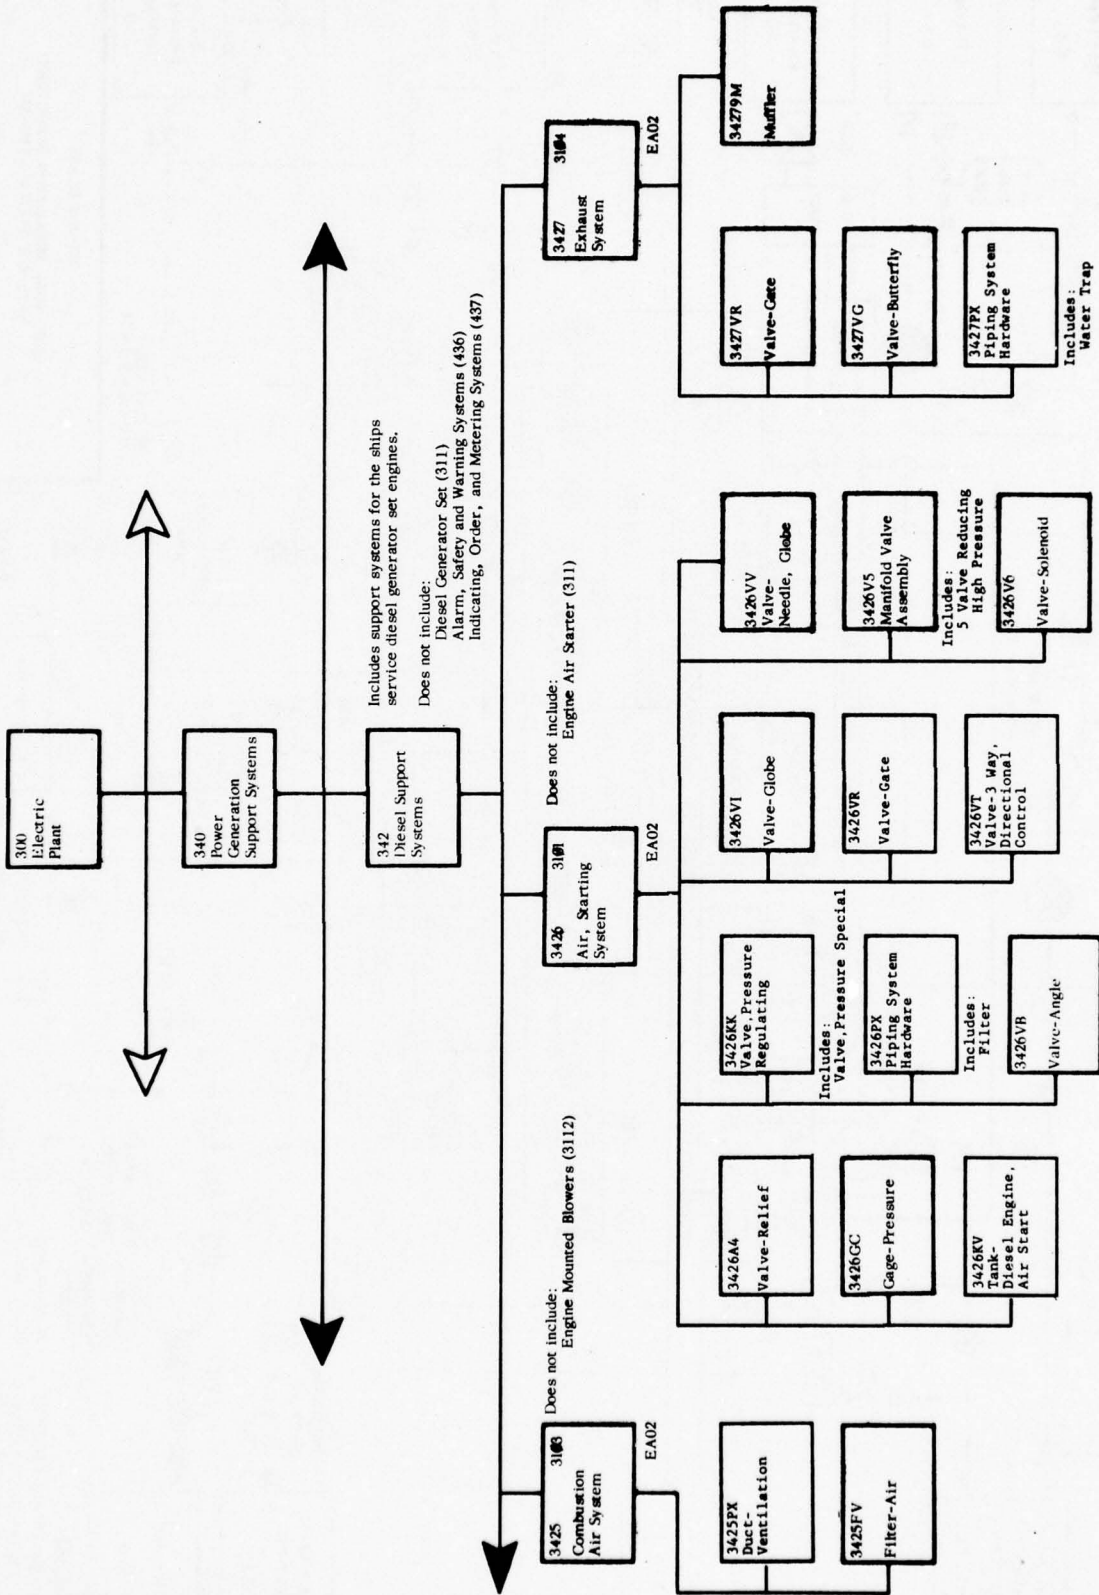 300
Electric
Plant
340
Power
Generation
Support Systems
342
Diesel Support
Systems
Includes support systems for the ships
service diesel generator set engines.
Does not include:
Diesel Generator Set (311)
Alarm, Safety and Warning Systems (436)
Indicating, Order, and Metering Systems (437)
3425
Combustion
Air System
EA02
Does not include:
Engine Mounted Blowers (3112)
3425PX
Duct-
Ventilation
3425FV
Filter-Air
3426
Air, Starting
System
EA02
Does not include:
Engine Air Starter (311)
3426A4
Valve-Relief
3426GC
Gage-Pressure
3426KV
Tank-
Diesel Engine,
Air Start
3426KK
Valve,Pressure
Regulating
Includes:
Valve,Pressure Special
3426PX
Piping System
Hardware
Includes:
Filter
3426VB
Valve-Angle
3426VI
Valve-Globe
3426VR
Valve-Gate
3426VT
Valve-3 Way,
Directional
Control
3426VV
Valve-
Needle, Globe
3426V5
Manifold Valve
Assembly
Includes:
5 Valve Reducing
High Pressure
3426V6
Valve-Solenoid
3427
Exhaust
System
EA02
3427VR
Valve-Gate
3427VG
Valve-Butterfly
3427PX
Piping System
Hardware
Includes:
Water Trap
34279M
Muffler